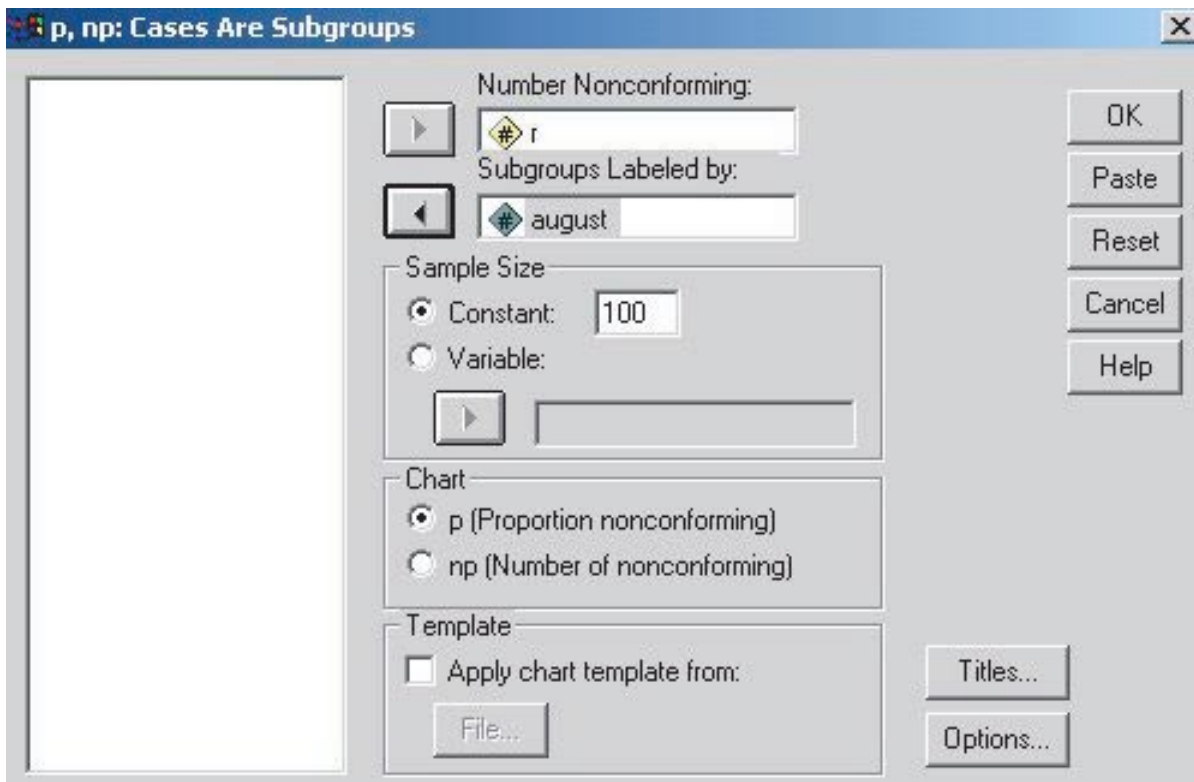 p, np: Cases Are Subgroups
Number Nonconforming:
# r
Subgroups Labeled by:
# august
Sample Size
Constant: 100
Variable:
Chart
p (Proportion nonconforming)
np (Number of nonconforming)
Template
Apply chart template from:
File...
OK
Paste
Reset
Cancel
Help
Titles...
Options...